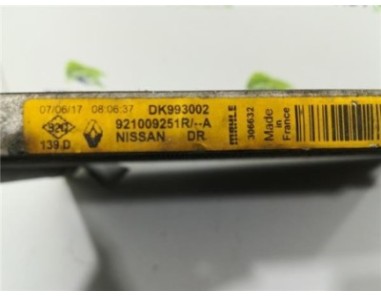 07/06/17 08:06:37 DK993002
921009251R/--A
139 D NISSAN DR
MAHLE
306632
Made
in
France